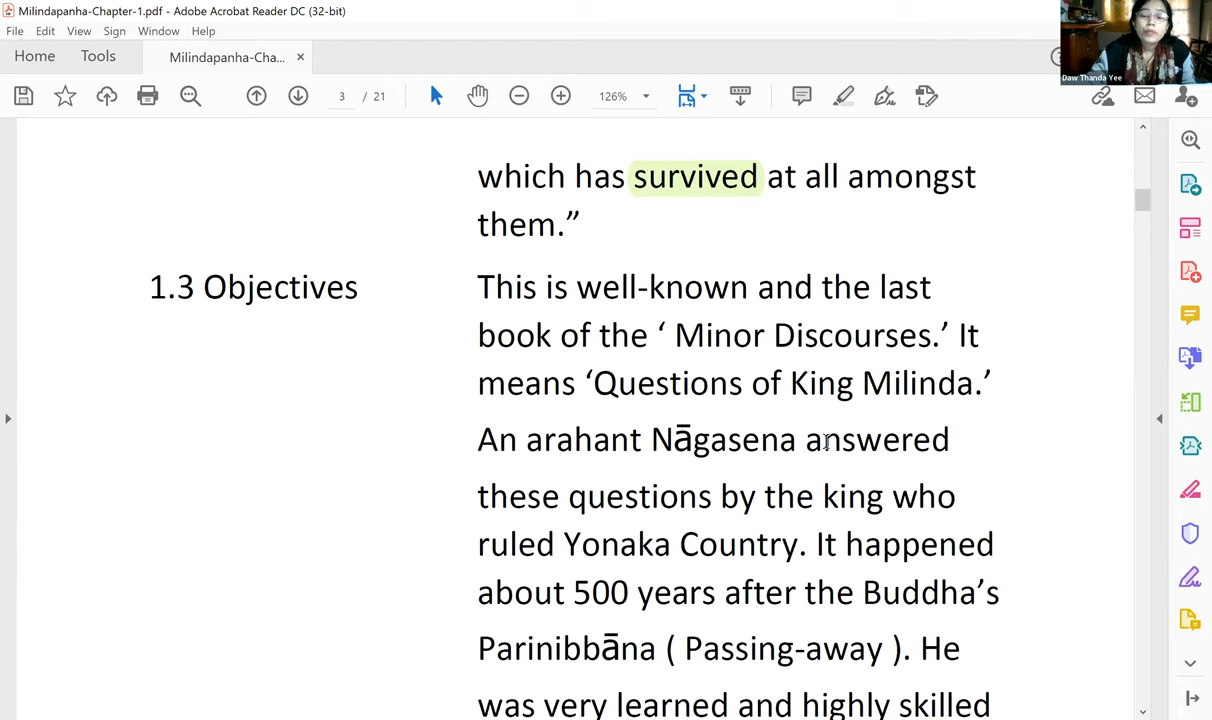 Milindapanha-Chapter-1.pdf - Adobe Acrobat Reader DC (32-bit)
File Edit View Sign Window Help
Home Tools Milindapanha-Cha... ×
3 / 21 126%
Daw Thanda Yee
which has survived at all amongst
them.”
1.3 Objectives This is well-known and the last
book of the ‘ Minor Discourses.’ It
means ‘Questions of King Milinda.’
An arahant Nāgasena answered
these questions by the king who
ruled Yonaka Country. It happened
about 500 years after the Buddha’s
Parinibbāna ( Passing-away ). He
was very learned and highly skilled